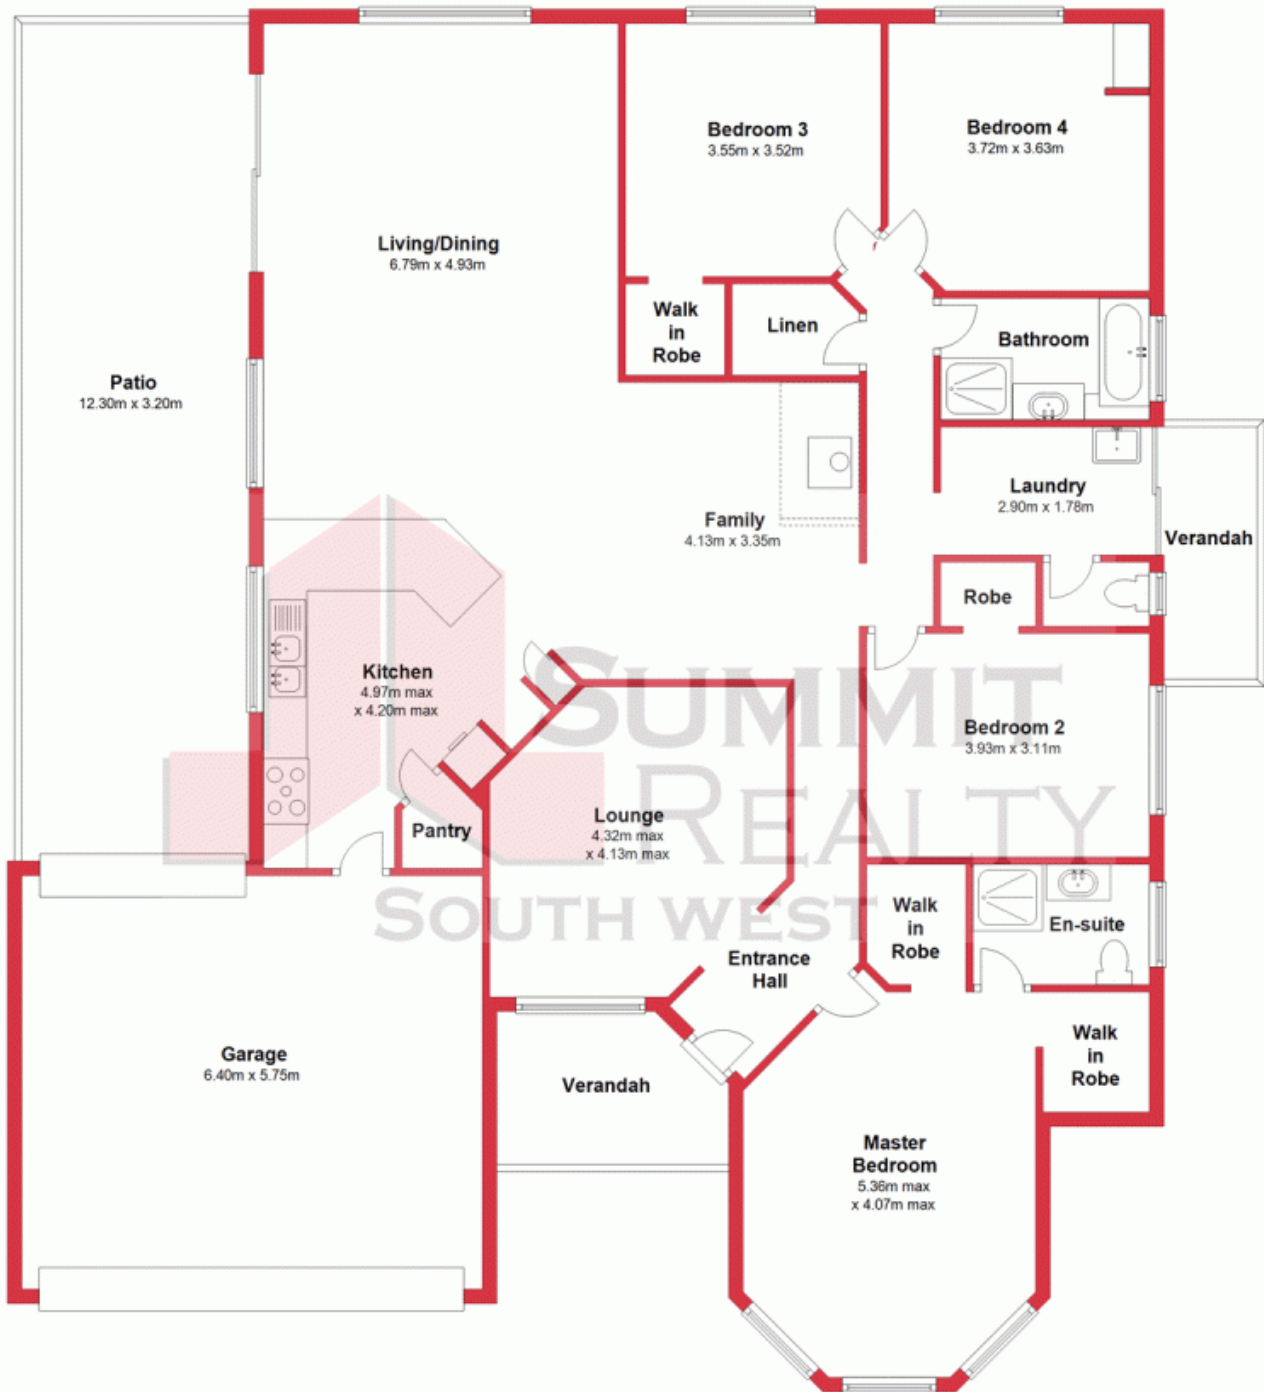 Bedroom 3
3.55m x 3.52m
Bedroom 4
3.72m x 3.63m
Living/Dining
6.79m x 4.93m
Walk
in
Robe
Linen
Bathroom
Patio
12.30m x 3.20m
Laundry
2.90m x 1.78m
Family
4.13m x 3.35m
Verandah
Robe
Kitchen
4.97m max
x 4.20m max
SUMMIT
REALTY
SOUTH WEST
Bedroom 2
3.93m x 3.11m
Lounge
4.32m max
x 4.13m max
Pantry
Walk
in
Robe
En-suite
Entrance
Hall
Garage
6.40m x 5.75m
Verandah
Walk
in
Robe
Master
Bedroom
5.36m max
x 4.07m max